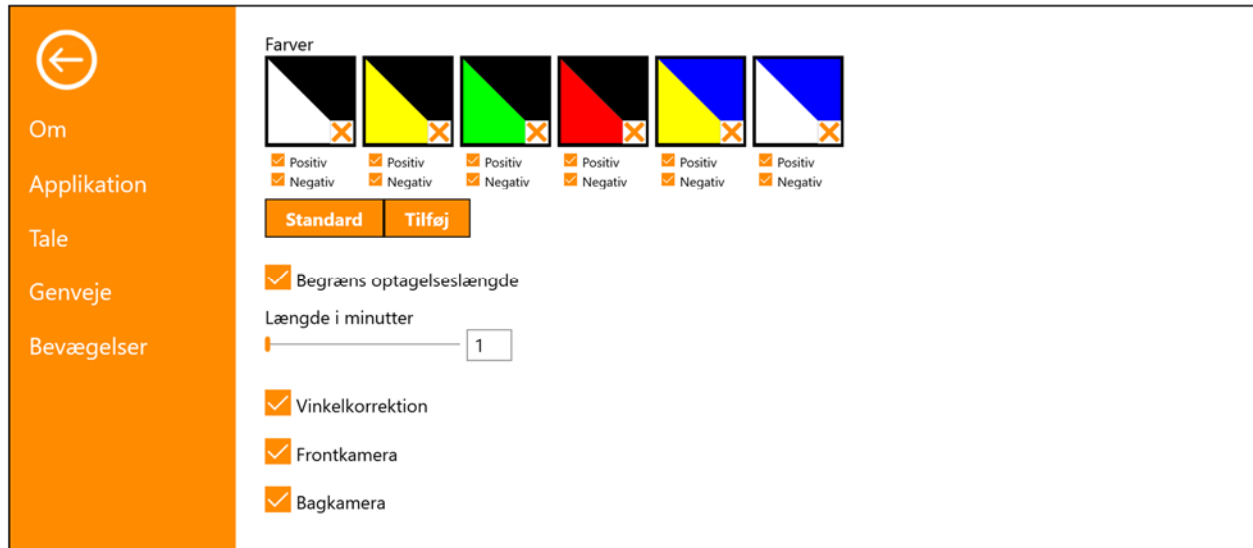 Om
Applikation
Tale
Genveje
Bevægelser
Farver
Positiv Positiv Positiv Positiv Positiv Positiv
Negativ Negativ Negativ Negativ Negativ Negativ
Standard Tilføj
Begræns optagelseslængde
Længde i minutter
1
Vinkelkorrektion
Frontkamera
Bagkamera